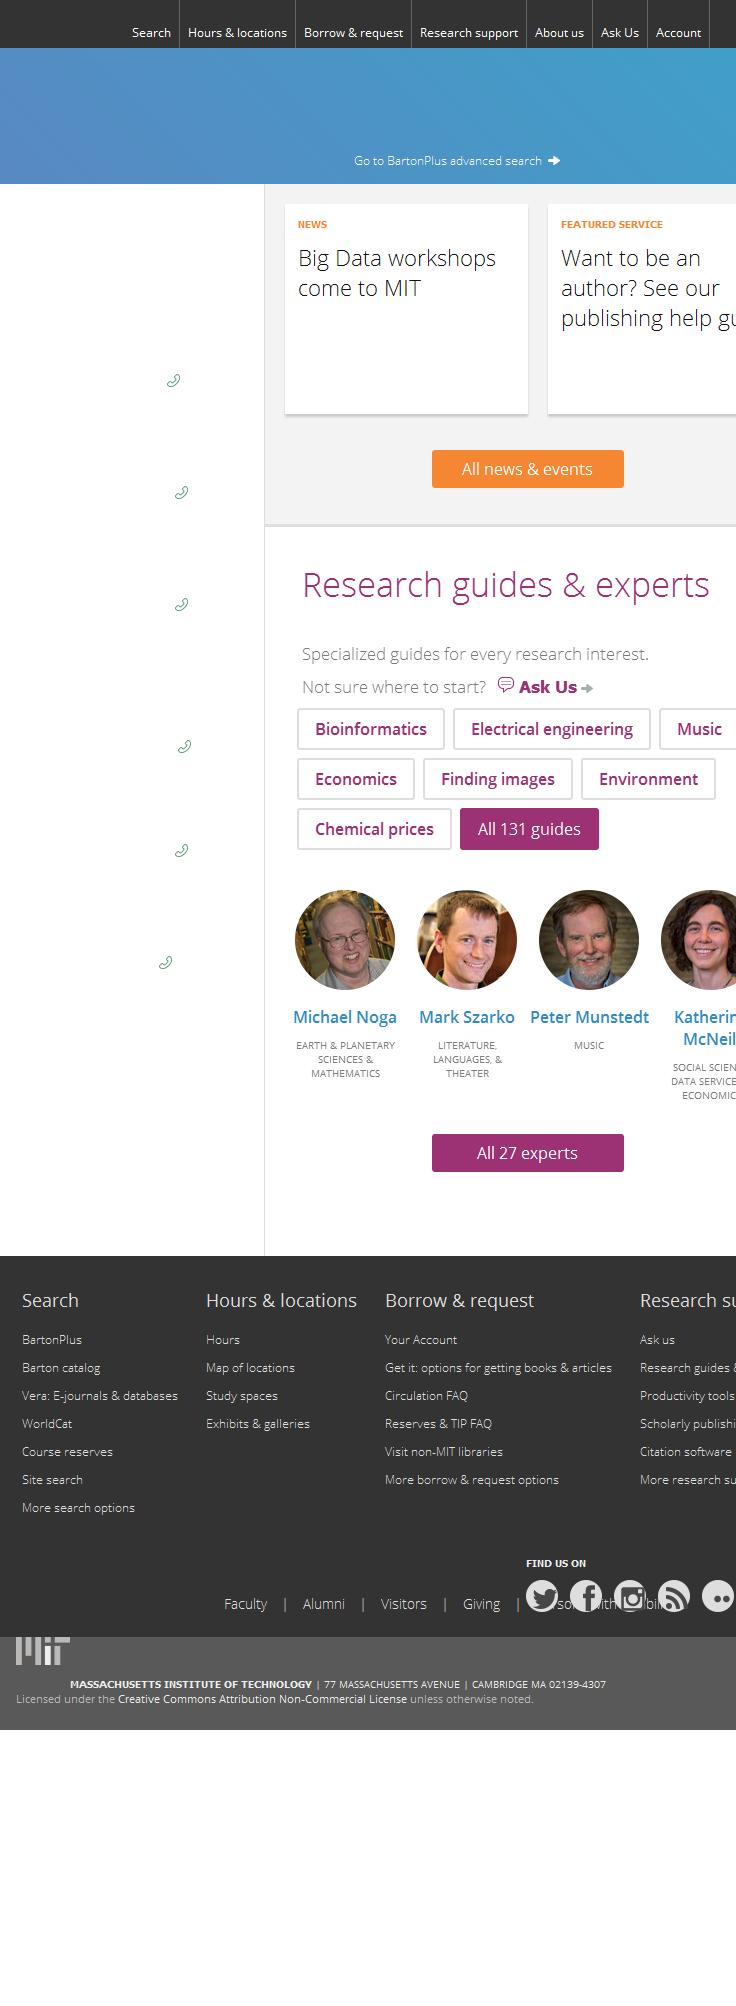 Search
Hours & locations
Borrow & request
Research support
About us
Ask Us
Account
Go to BartonPlus advanced search
NEWS
Big Data workshops
come to MIT
FEATURED SERVICE
Want to be an
author? See our
publishing help
All news & events
Research guides & experts
Specialized guides for every research interest.
Not sure where to start? Ask Us
Bioinformatics
Electrical engineering
Music
Economics
Finding images
Environment
Chemical prices
All 131 guides
Michael Noga
EARTH & PLANETARY
SCIENCES &
MATHEMATICS
Mark Szarko
LITERATURE,
LANGUAGES, &
THEATER
Peter Munstedt
MUSIC
McNeil
SOCIAL
DATA
All 27 experts
Search
BartonPlus
Barton catalog
Vera: E-journals & databases
WorldCat
Course reserves
Site search
More search options
Hours & locations
Hours
Map of locations
Study spaces
Exhibits & galleries
Borrow & request
Your Account
Get it: options for getting books & articles
Circulation FAQ
Reserves & TIP FAQ
Visit non-MIT libraries
More borrow & request options
Research
Ask us
Research guides
Productivity tools
Scholarly
Citation software
More research
FIND US ON
Faculty | Alumni | Visitors | Giving |
MIT
MASSACHUSETTS INSTITUTE OF TECHNOLOGY | 77 MASSACHUSETTS AVENUE | CAMBRIDGE MA 02139-4307
Licensed under the Creative Commons Attribution Non-Commercial License unless otherwise noted.